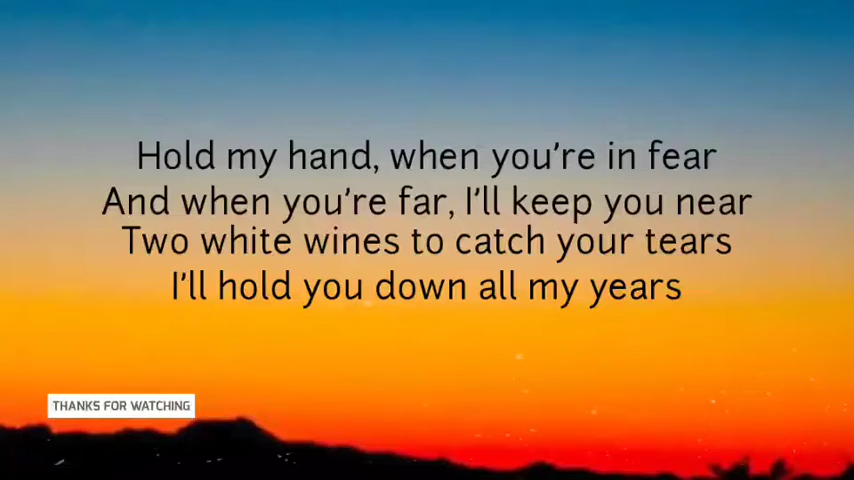 Hold my hand, when you're in fear
And when you're far, I'll keep you near
Two white wines to catch your tears
I'll hold you down all my years
THANKS FOR WATCHING